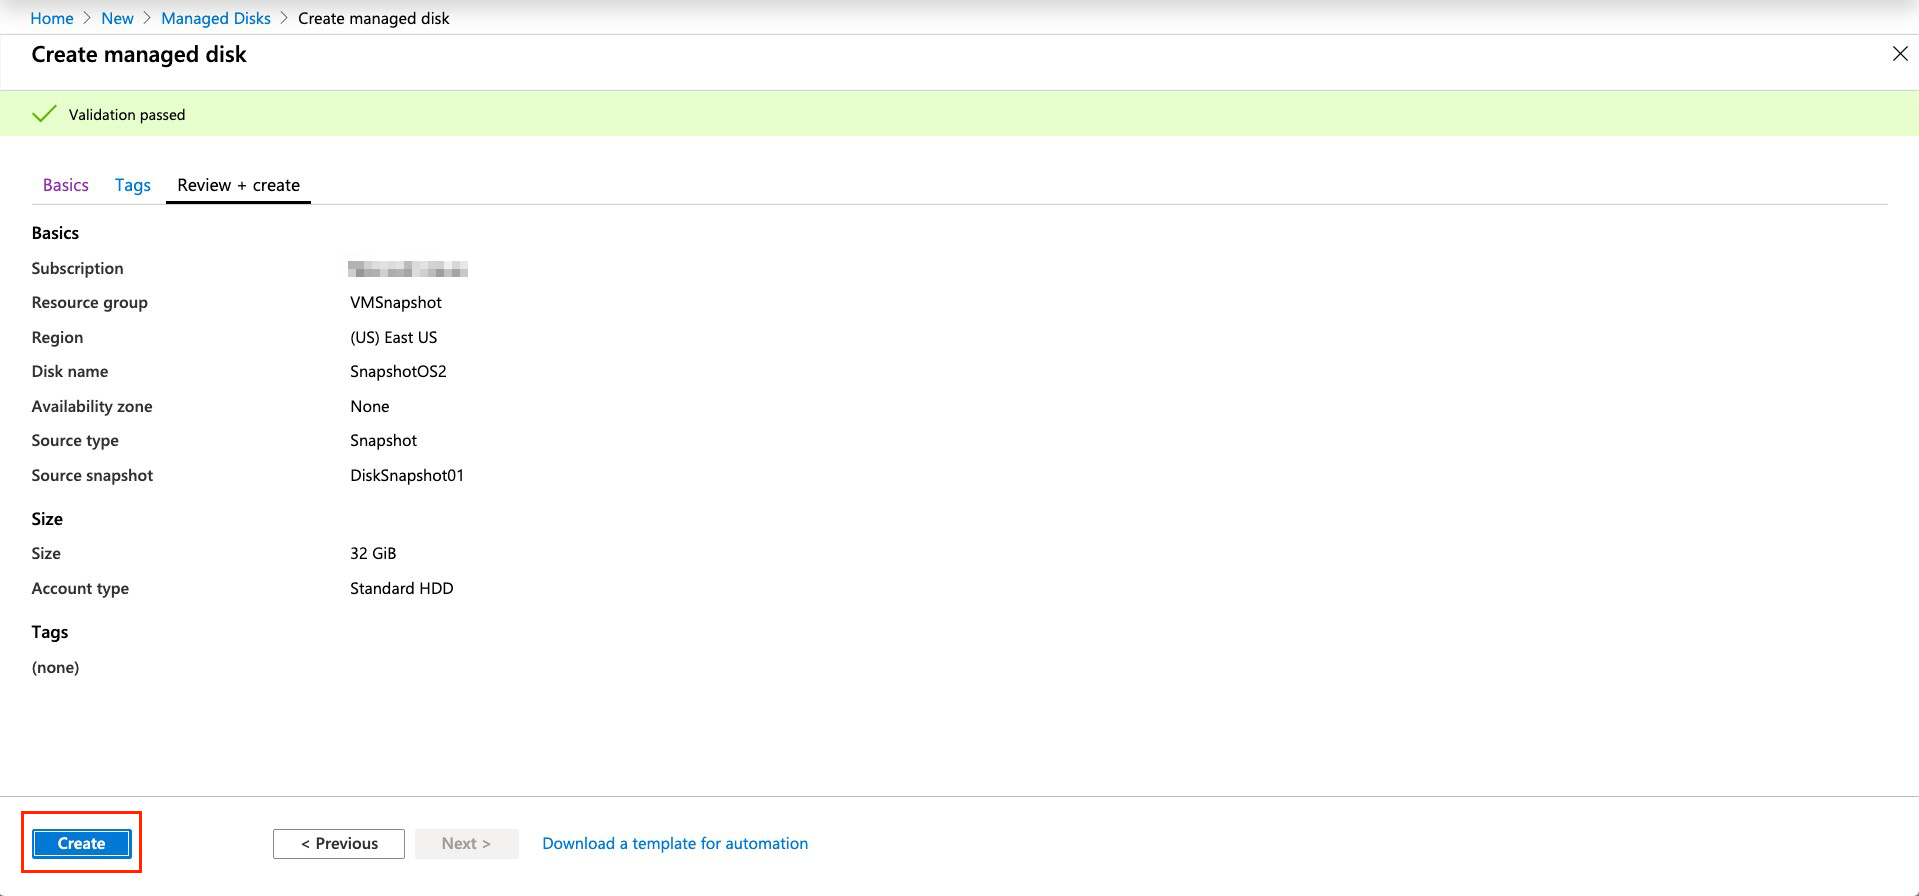 Home > New > Managed Disks > Create managed disk
Create managed disk
Validation passed
Basics Tags Review + create
Basics
Subscription
Resource group VMSnapshot
Region (US) East US
Disk name SnapshotOS2
Availability zone None
Source type Snapshot
Source snapshot DiskSnapshot01
Size
Size 32 GiB
Account type Standard HDD
Tags
(none)
Create < Previous Next > Download a template for automation